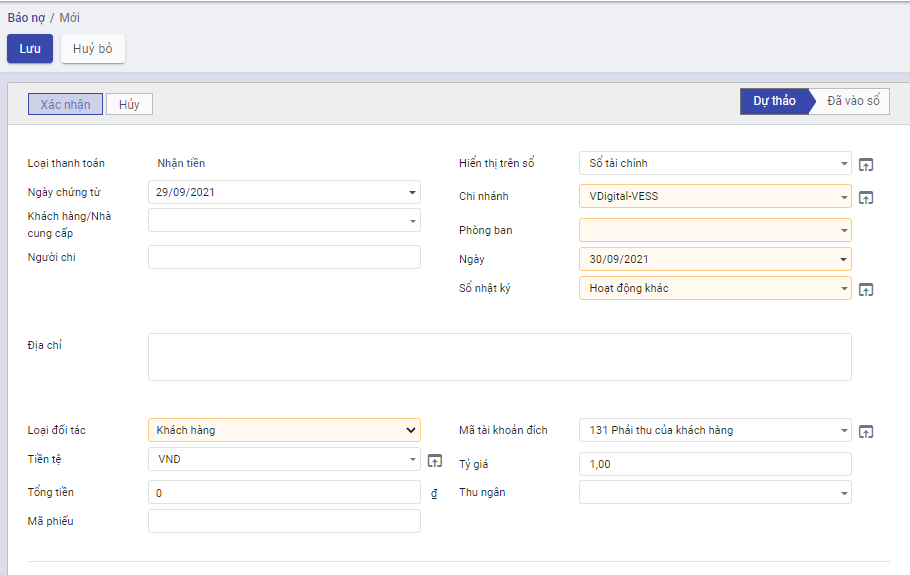 Báo nợ / Mới
Lưu Huỷ bỏ
Xác nhận Hủy Dự thảo Đã vào sổ
Loại thanh toán Nhận tiền Hiển thị trên sổ Sổ tài chính
Ngày chứng từ 29/09/2021 Chi nhánh VDigital-VESS
Khách hàng/Nhà
cung cấp Phòng ban
Người chi Ngày 30/09/2021
Sổ nhật ký Hoạt động khác
Địa chỉ
Loại đối tác Khách hàng Mã tài khoản đích 131 Phải thu của khách hàng
Tiền tệ VND Tỷ giá 1,00
Tổng tiền 0 ₫ Thu ngân
Mã phiếu